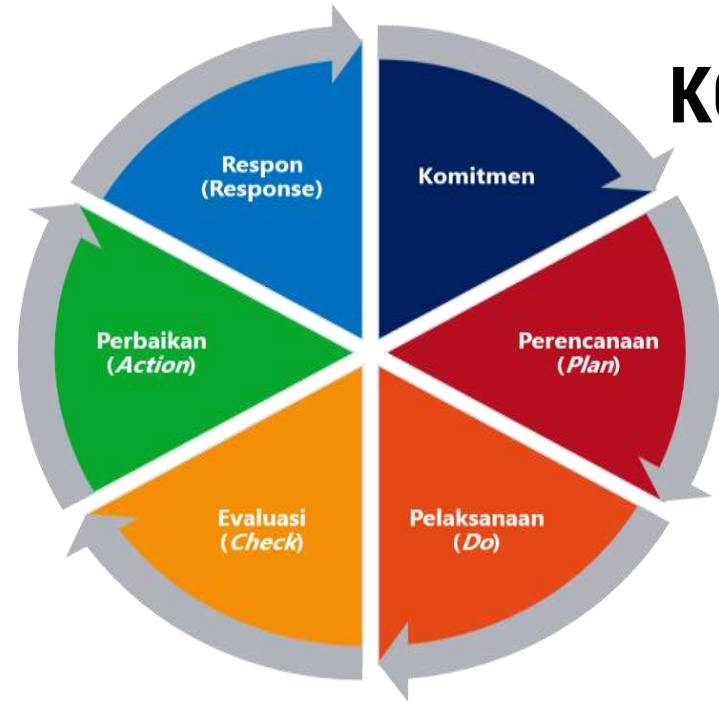 Komitmen
Perencanaan
(Plan)
Pelaksanaan
(Do)
Evaluasi
(Check)
Perbaikan
(Action)
Respon
(Response)